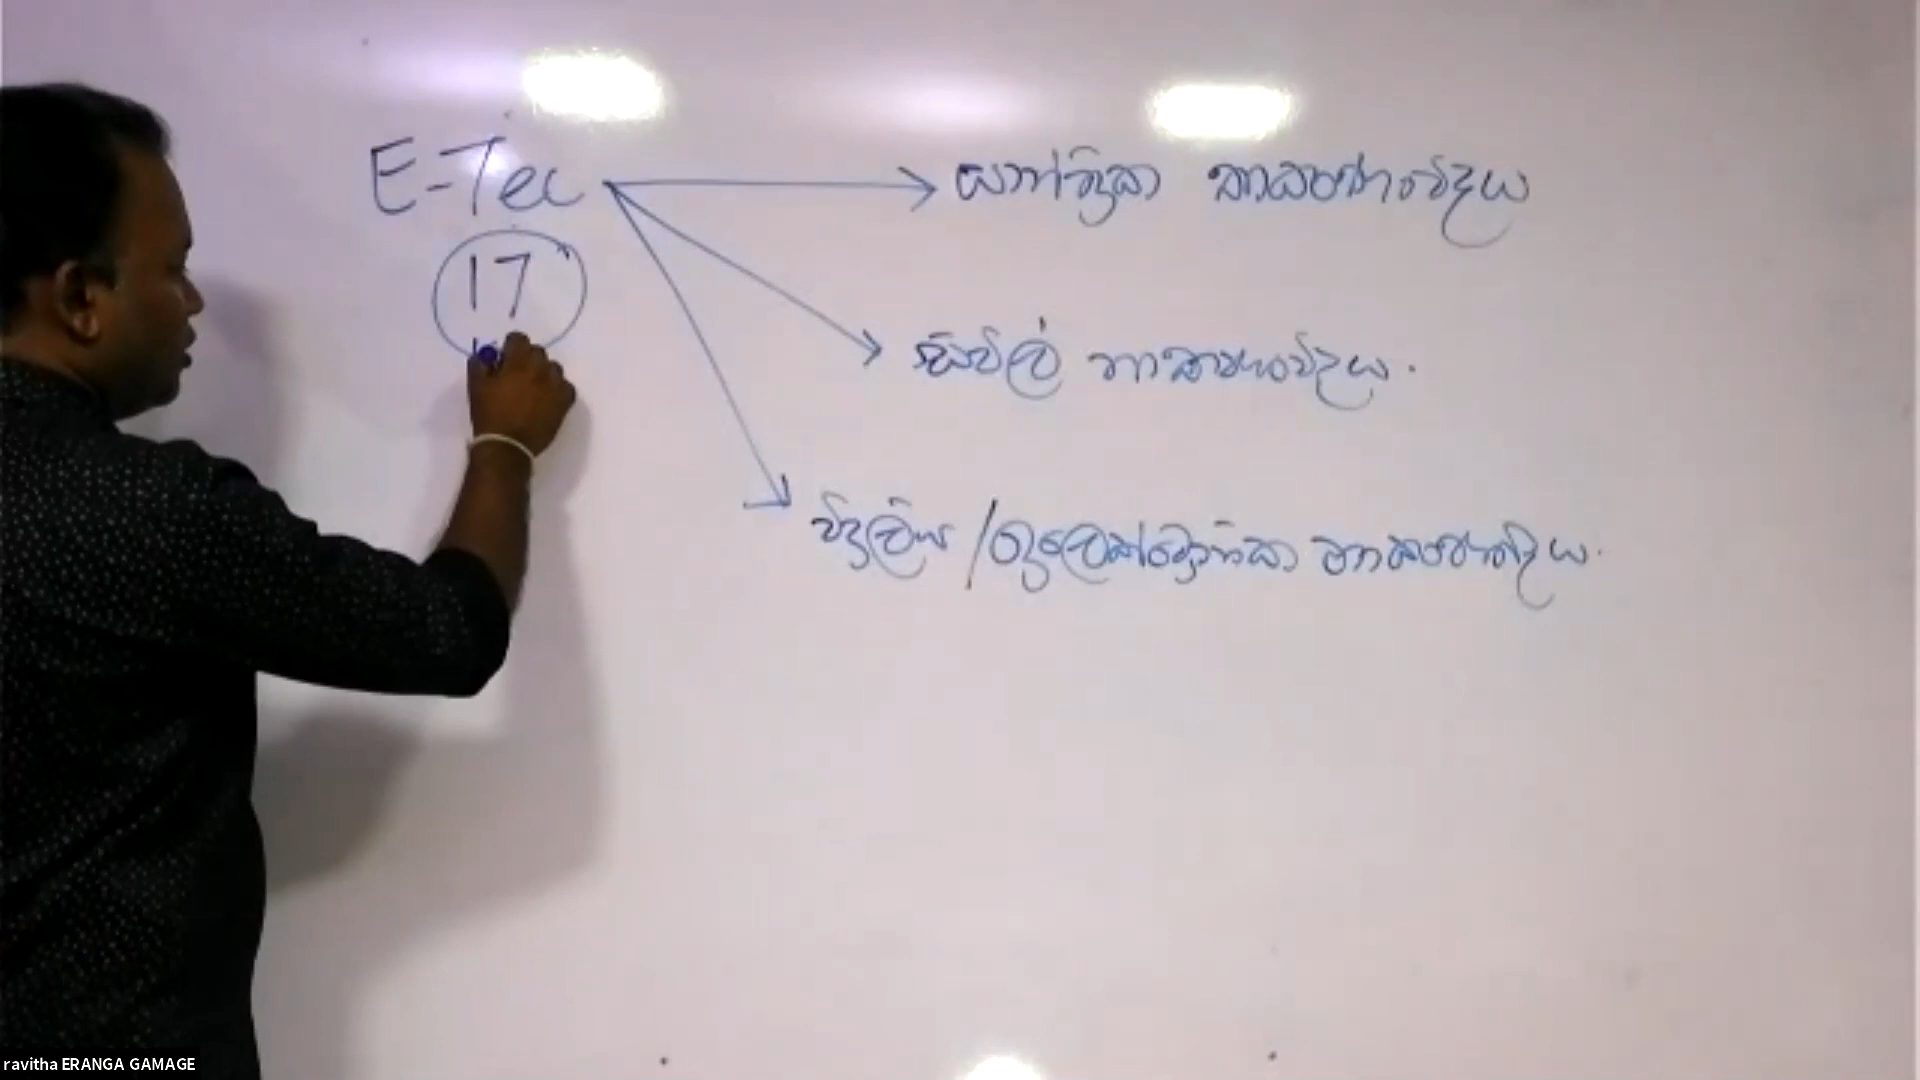 E-Tec
17
යාන්ත්‍රික තාක්ෂණවේදය
සිවිල් තාක්ෂණවේදය.
විදුලිය / ඉලෙක්ට්‍රොනික තාක්ෂණවේදය.
ravitha ERANGA GAMAGE